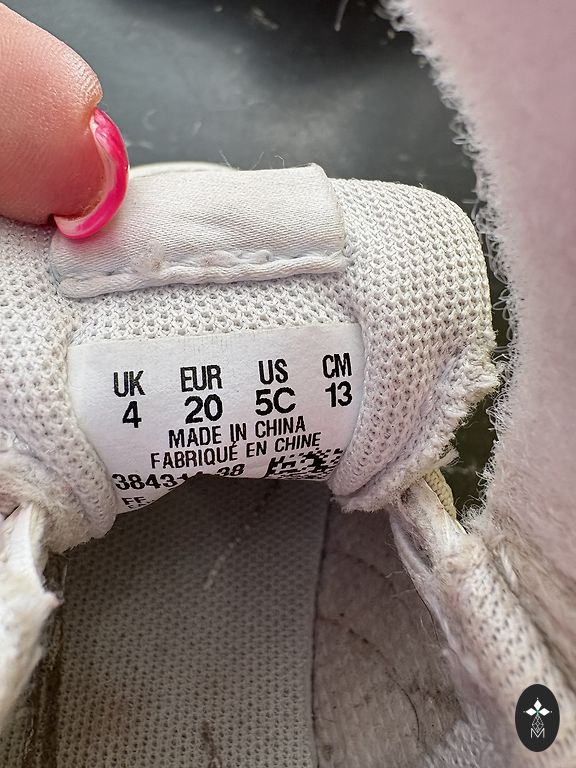 UK EUR US CM
4 20 5C 13
MADE IN CHINA
FABRIQUÉ EN CHINE
M